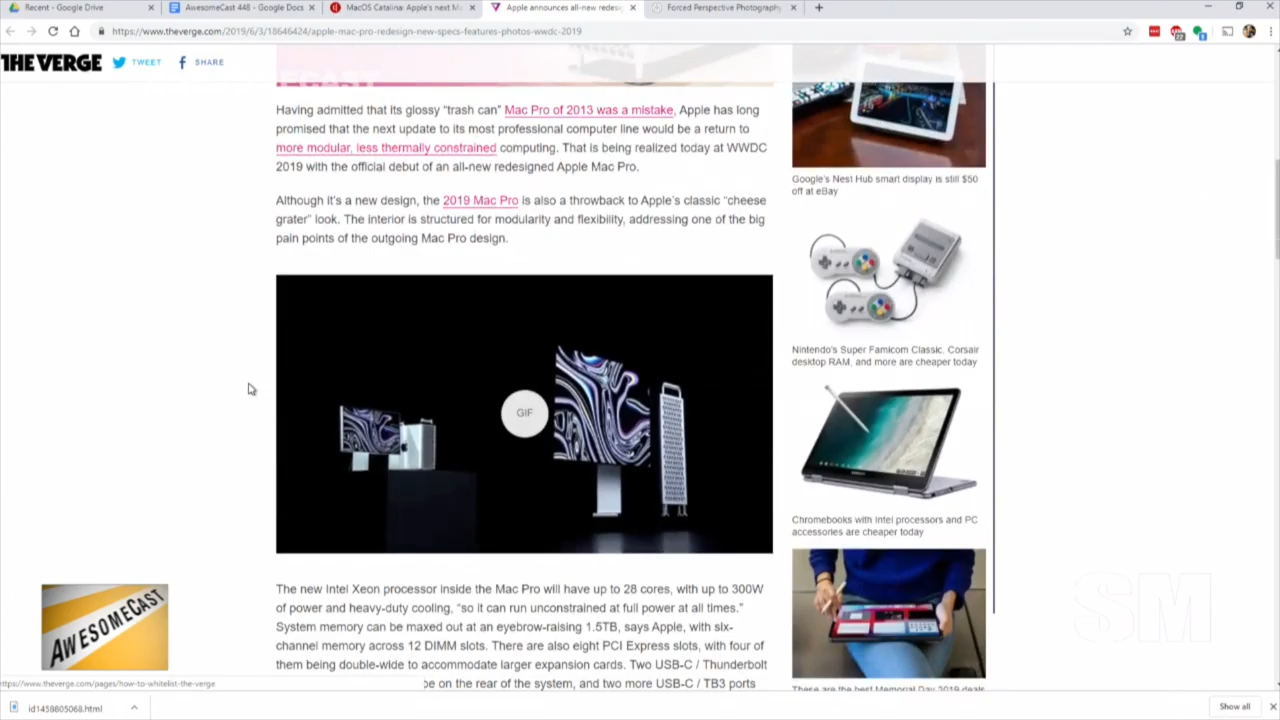 Recent - Google Drive
AwesomeCast 448 - Google Docs
MacOS Catalina: Apple's next M
Apple announces all-new redesig
Forced Perspective Photography
https://www.theverge.com/2019/6/3/18646424/apple-mac-pro-redesign-new-specs-features-photos-wwdc-2019
THE VERGE
TWEET
SHARE
Having admitted that its glossy “trash can” Mac Pro of 2013 was a mistake, Apple has long
promised that the next update to its most professional computer line would be a return to
more modular, less thermally constrained computing. That is being realized today at WWDC
2019 with the official debut of an all-new redesigned Apple Mac Pro.
Although it's a new design, the 2019 Mac Pro is also a throwback to Apple's classic “cheese
grater” look. The interior is structured for modularity and flexibility, addressing one of the big
pain points of the outgoing Mac Pro design.
GIF
The new Intel Xeon processor inside the Mac Pro will have up to 28 cores, with up to 300W
of power and heavy-duty cooling, “so it can run unconstrained at full power at all times.”
System memory can be maxed out at an eyebrow-raising 1.5TB, says Apple, with six-
channel memory across 12 DIMM slots. There are also eight PCI Express slots, with four of
them being double-wide to accommodate larger expansion cards. Two USB-C / Thunderbolt
be on the rear of the system, and two more USB-C / TB3 ports
Google's Nest Hub smart display is still $50
off at eBay
Nintendo's Super Famicom Classic, Corsair
desktop RAM, and more are cheaper today
Chromebooks with Intel processors and PC
accessories are cheaper today
These are the best Memorial Day 2019 deals
AWESOMECAST
SM
https://www.theverge.com/pages/how-to-whitelist-the-verge
id1458805068.html
Show all